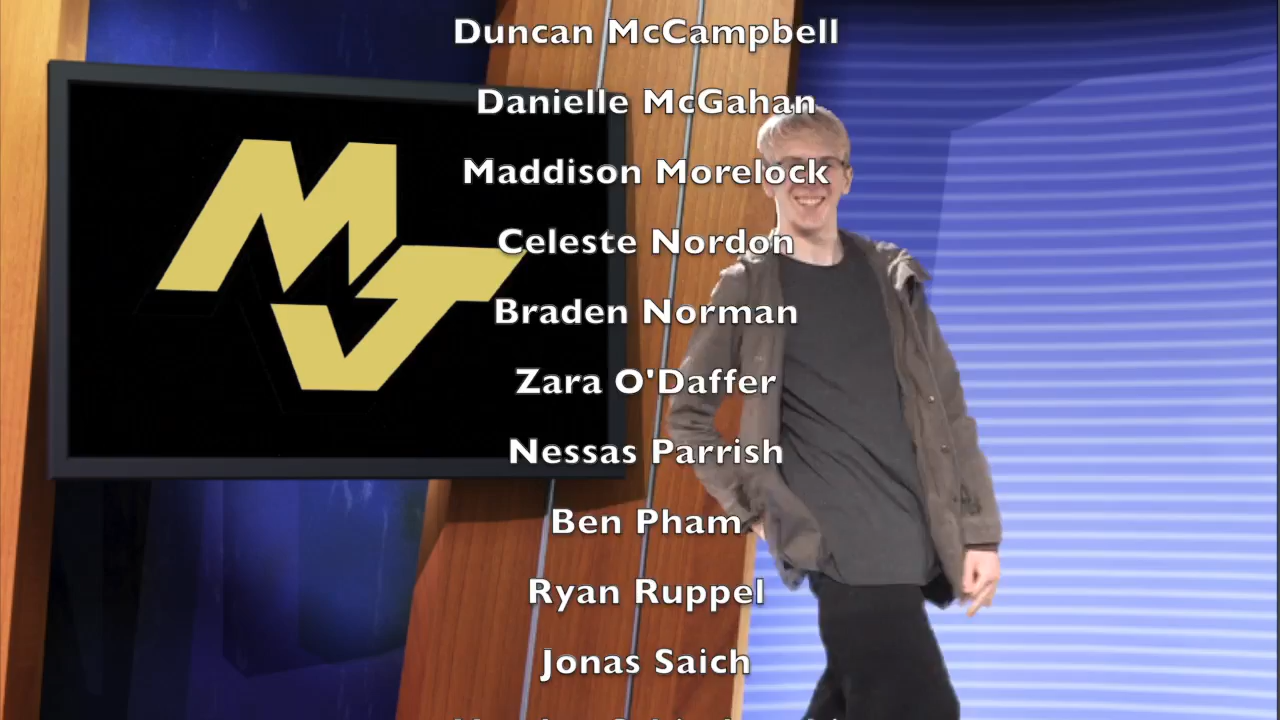 Duncan McCampbell
Danielle McGahan
MV
Maddison Morelock
Celeste Nordon
Braden Norman
Zara O'Daffer
Nessas Parrish
Ben Pham
Ryan Ruppel
Jonas Saich